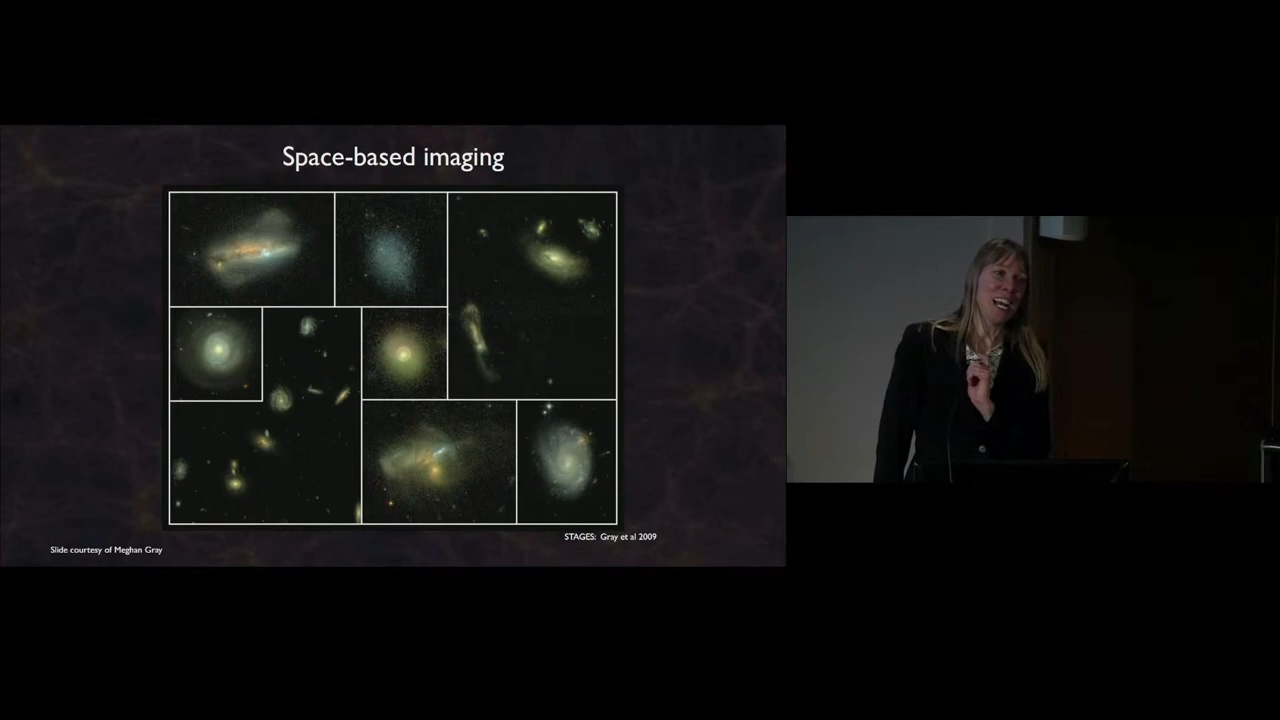 Space-based imaging
STAGES: Gray et al 2009
Slide courtesy of Meghan Gray